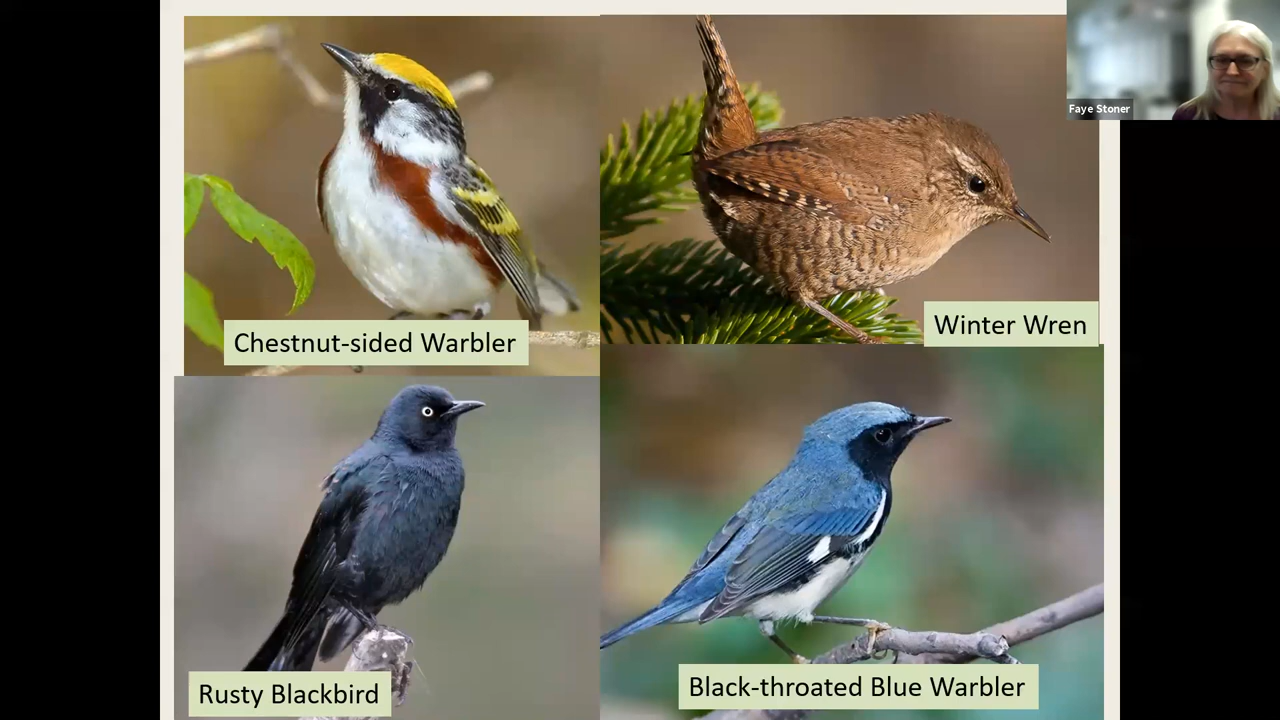 Faye Stoner
Chestnut-sided Warbler
Winter Wren
Rusty Blackbird
Black-throated Blue Warbler